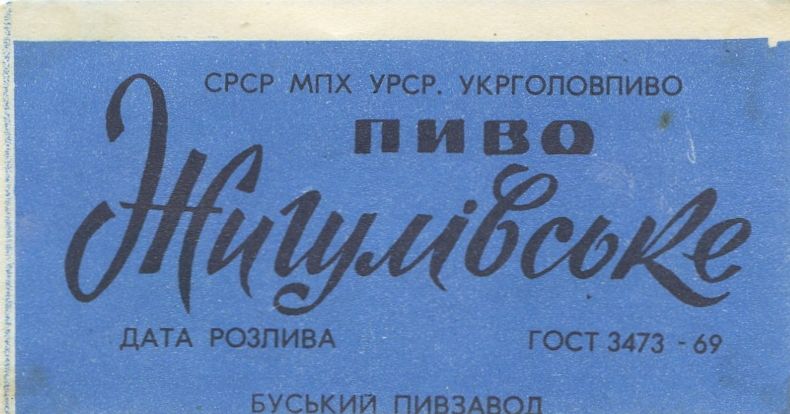 СРСР МПХ УРСР. УКРГОЛОВПИВО
ПИВО
Жигулівське
ДАТА РОЗЛИВА ГОСТ 3473 - 69
БУСЬКИЙ ПИВЗАВОД